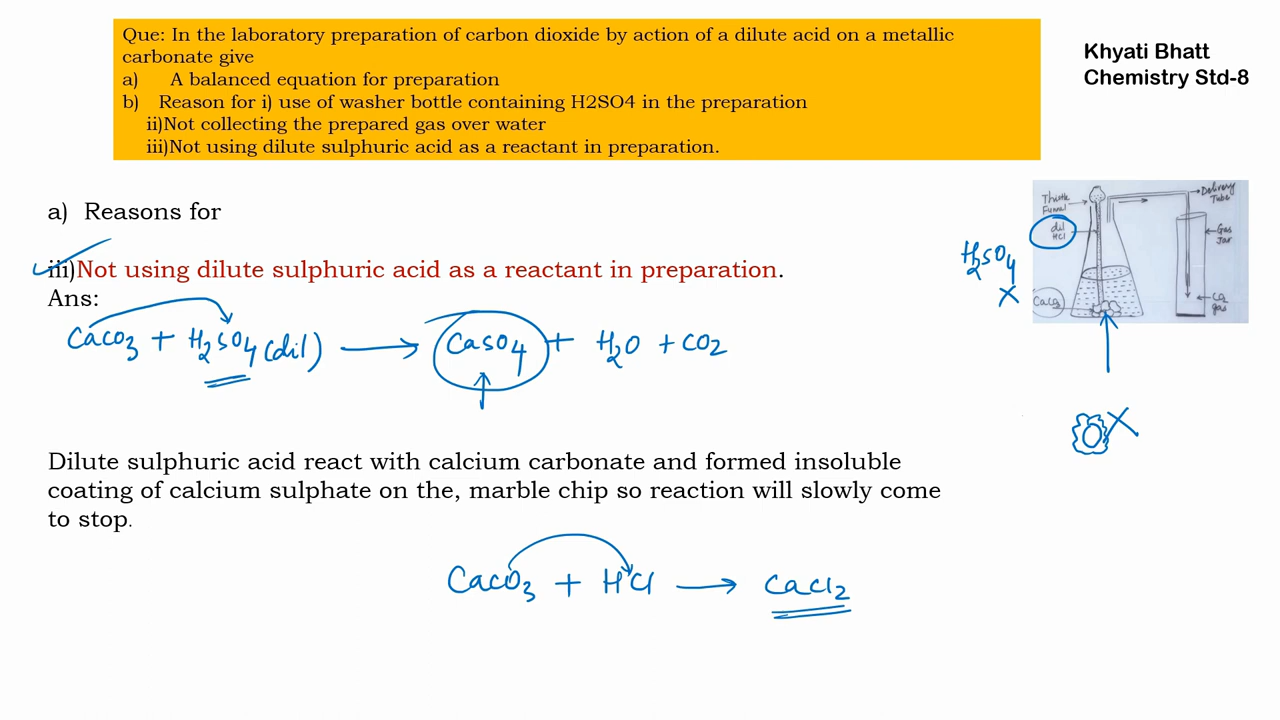 Que: In the laboratory preparation of carbon dioxide by action of a dilute acid on a metallic
carbonate give
a) A balanced equation for preparation
b) Reason for i) use of washer bottle containing H2SO4 in the preparation
ii)Not collecting the prepared gas over water
iii)Not using dilute sulphuric acid as a reactant in preparation.
Khyati Bhatt
Chemistry Std-8
a) Reasons for
iii)Not using dilute sulphuric acid as a reactant in preparation.
Ans:
CaCO3 + H2SO4 (dil) → CaSO4 + H2O + CO2
Dilute sulphuric acid react with calcium carbonate and formed insoluble
coating of calcium sulphate on the, marble chip so reaction will slowly come
to stop.
CaCO3 + HCl → CaCl2
H2SO4
X
Thistle
Funnel
dil
HCl
CaCO3
Delivery
Tube
Gas
Jar
CO2
gas
X